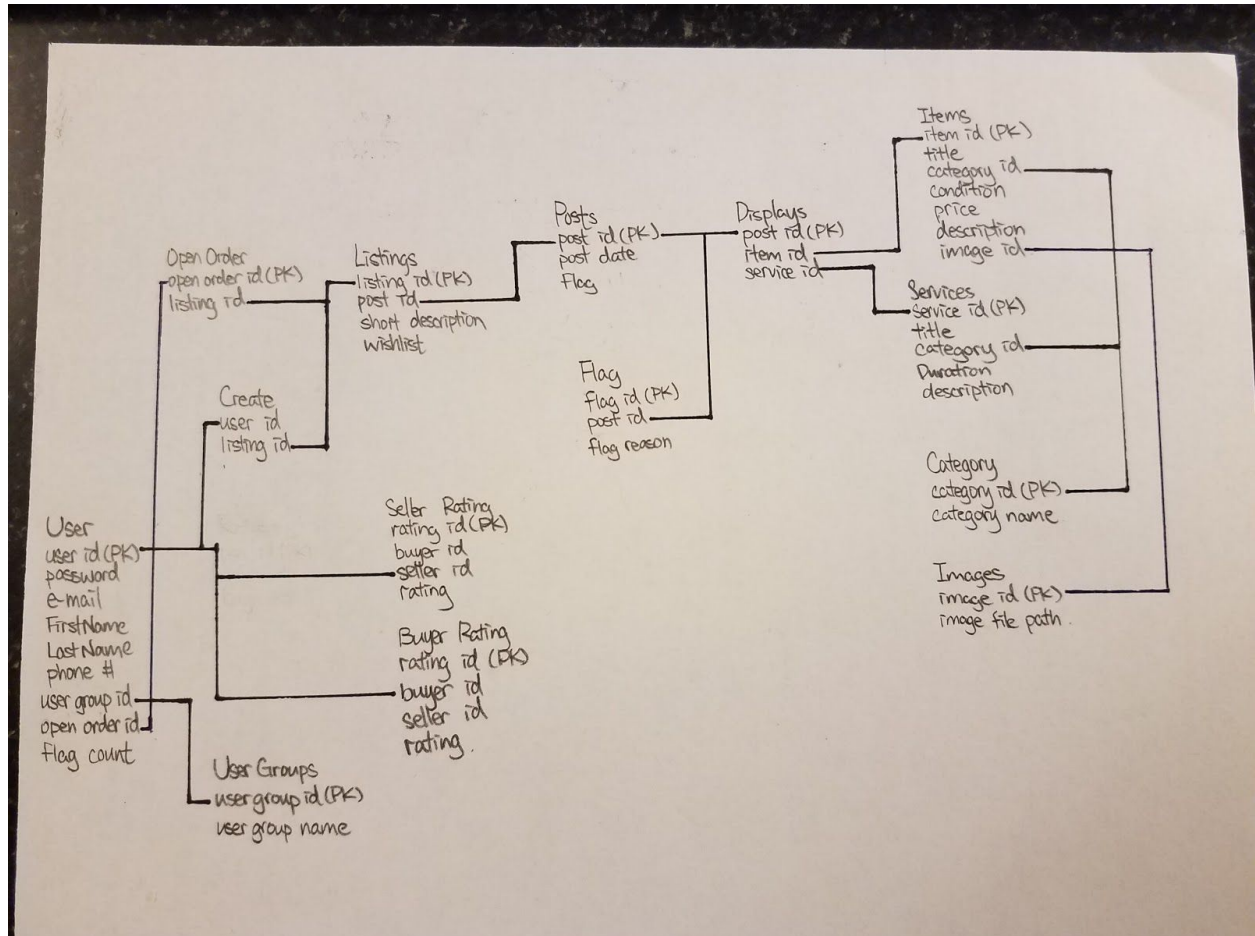 Items
item id (PK)
title
category id
condition
price
description
image id
Posts
post id (PK)
post date
flag
Displays
post id (PK)
item id
service id
Open Order
open order id (PK)
listing id
Listings
listing id (PK)
post id
short description
wishlist
Services
service id (PK)
title
category id
Duration
description
Flag
flag id (PK)
post id
flag reason
Create
user id
listing id
Category
category id (PK)
category name
Seller Rating
rating id (PK)
buyer id
seller id
rating
User
user id (PK)
password
e-mail
FirstName
LastName
phone #
user group id
open order id
flag count
Images
image id (PK)
image file path.
Buyer Rating
rating id (PK)
buyer id
seller id
rating.
User Groups
user group id (PK)
user group name